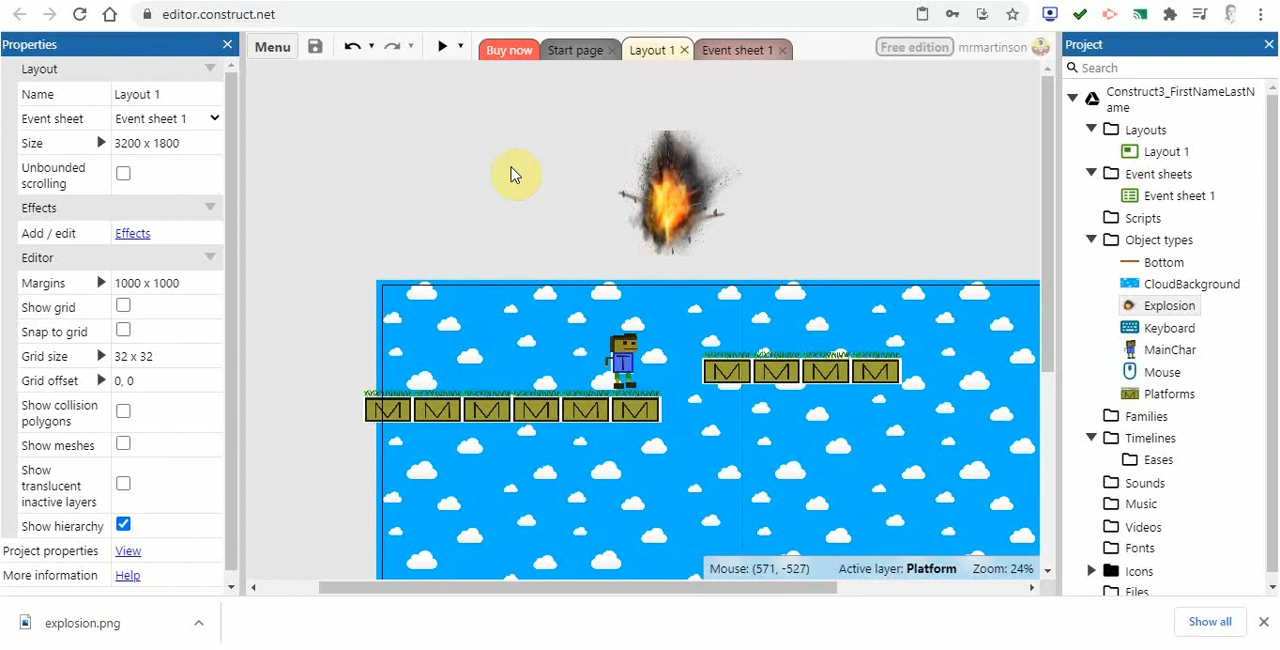 editor.construct.net
Properties
Menu
Buy now
Start page
Layout 1
Event sheet 1
Free edition
mrmartinson
Project
Layout
Name
Layout 1
Event sheet
Event sheet 1
Size
3200 x 1800
Unbounded
scrolling
Effects
Add / edit
Effects
Editor
Margins
1000 x 1000
Show grid
Snap to grid
Grid size
32 x 32
Grid offset
0, 0
Show collision
polygons
Show meshes
Show
translucent
inactive layers
Show hierarchy
Project properties
View
More information
Help
T
M M M M
M M M M M M
Mouse: (571, -527)
Active layer: Platform
Zoom: 24%
Search
Construct3_FirstNameLastN
ame
Layouts
Layout 1
Event sheets
Event sheet 1
Scripts
Object types
Bottom
CloudBackground
Explosion
Keyboard
MainChar
Mouse
Platforms
Families
Timelines
Eases
Sounds
Music
Videos
Fonts
Icons
Files
explosion.png
Show all